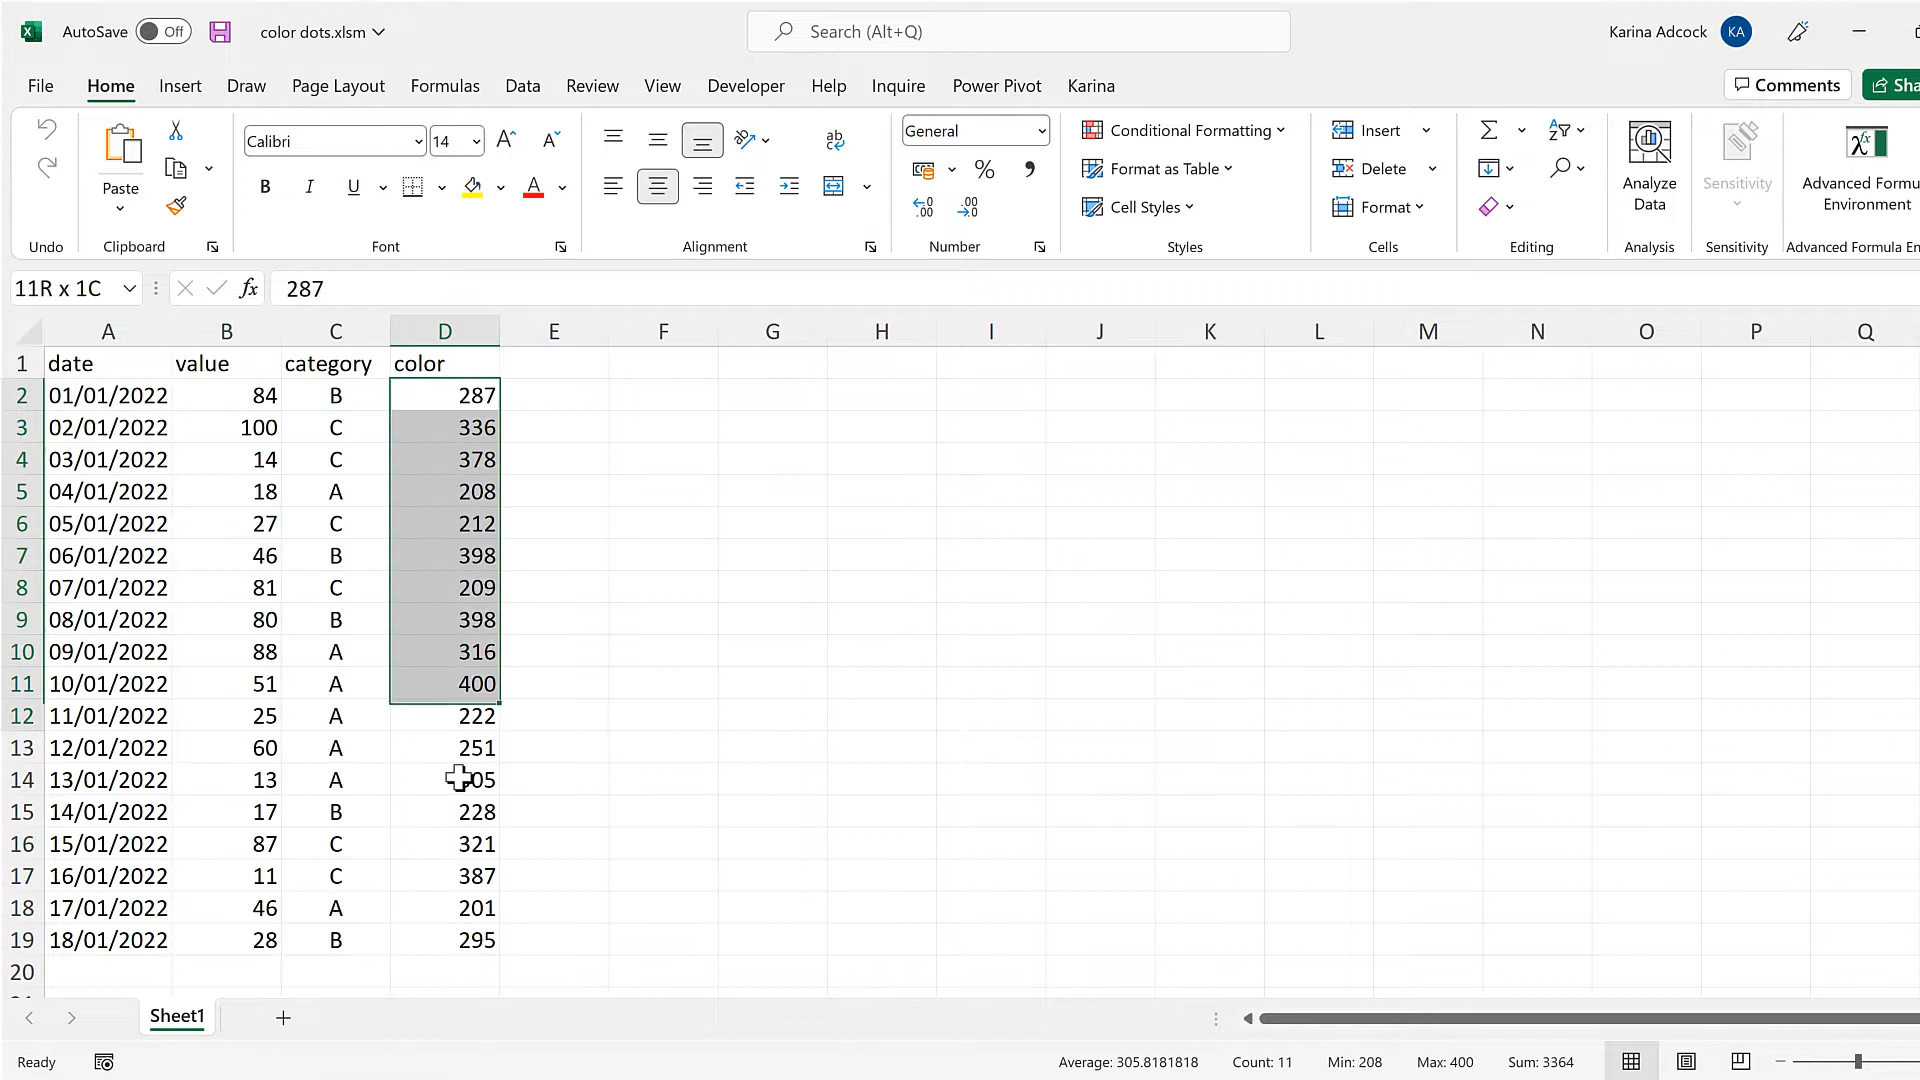 AutoSave Off color dots.xlsm Search (Alt+Q) Karina Adcock KA
File Home Insert Draw Page Layout Formulas Data Review View Developer Help Inquire Power Pivot Karina Comments Sha
Calibri 14 General Conditional Formatting Insert
Paste Format as Table Delete Analyze Data Sensitivity Advanced Formu Environment
B I U A % Cell Styles Format
Undo Clipboard Font Alignment Number Styles Cells Editing Analysis Sensitivity Advanced Formula En
11R x 1C fx 287
A B C D E F G H I J K L M N O P Q
1 date value category color
2 01/01/2022 84 B 287
3 02/01/2022 100 C 336
4 03/01/2022 14 C 378
5 04/01/2022 18 A 208
6 05/01/2022 27 C 212
7 06/01/2022 46 B 398
8 07/01/2022 81 C 209
9 08/01/2022 80 B 398
10 09/01/2022 88 A 316
11 10/01/2022 51 A 400
12 11/01/2022 25 A 222
13 12/01/2022 60 A 251
14 13/01/2022 13 A 05
15 14/01/2022 17 B 228
16 15/01/2022 87 C 321
17 16/01/2022 11 C 387
18 17/01/2022 46 A 201
19 18/01/2022 28 B 295
20
Sheet1
Ready Average: 305.8181818 Count: 11 Min: 208 Max: 400 Sum: 3364